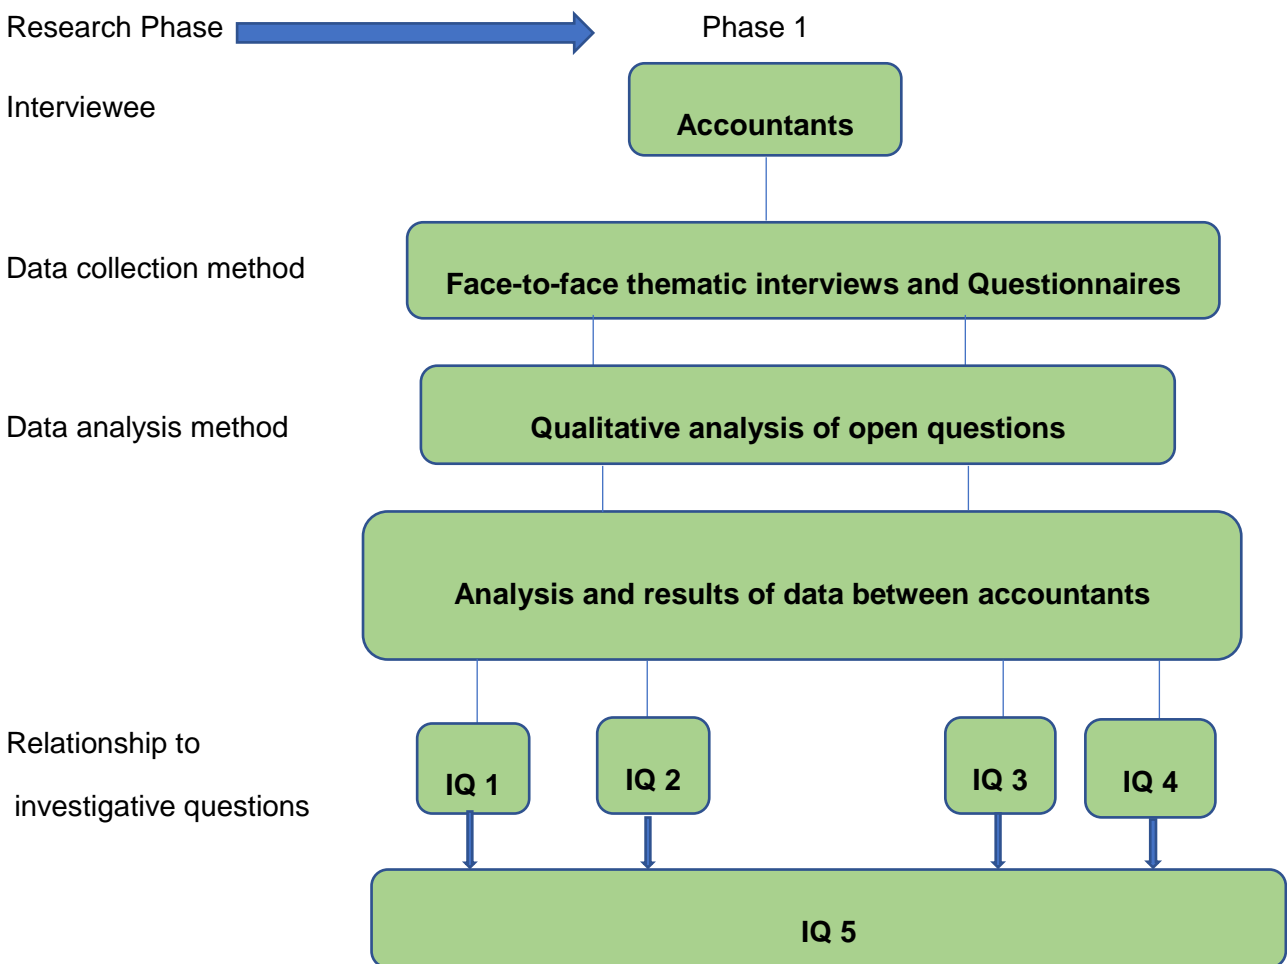 Research Phase
Phase 1
Interviewee
Accountants
Data collection method
Face-to-face thematic interviews and Questionnaires
Data analysis method
Qualitative analysis of open questions
Analysis and results of data between accountants
Relationship to
investigative questions
IQ 1
IQ 2
IQ 3
IQ 4
IQ 5